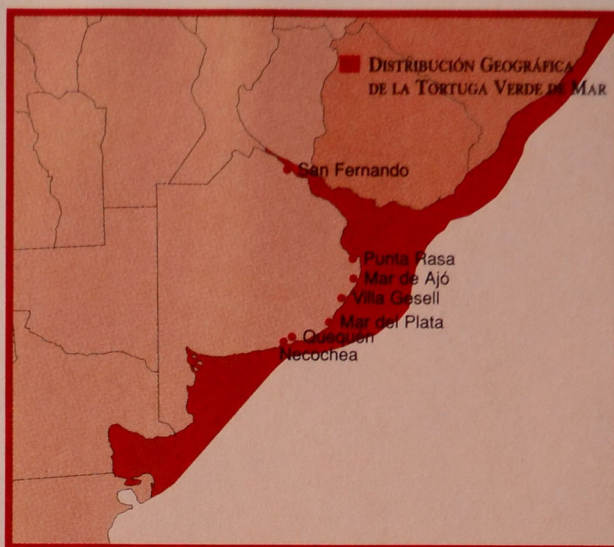 DISTRIBUCIÓN GEOGRÁFICA
DE LA TORTUGA VERDE DE MAR
San Fernando
Punta Rasa
Mar de Ajó
Villa Gesell
Mar del Plata
Quequén
Necochea